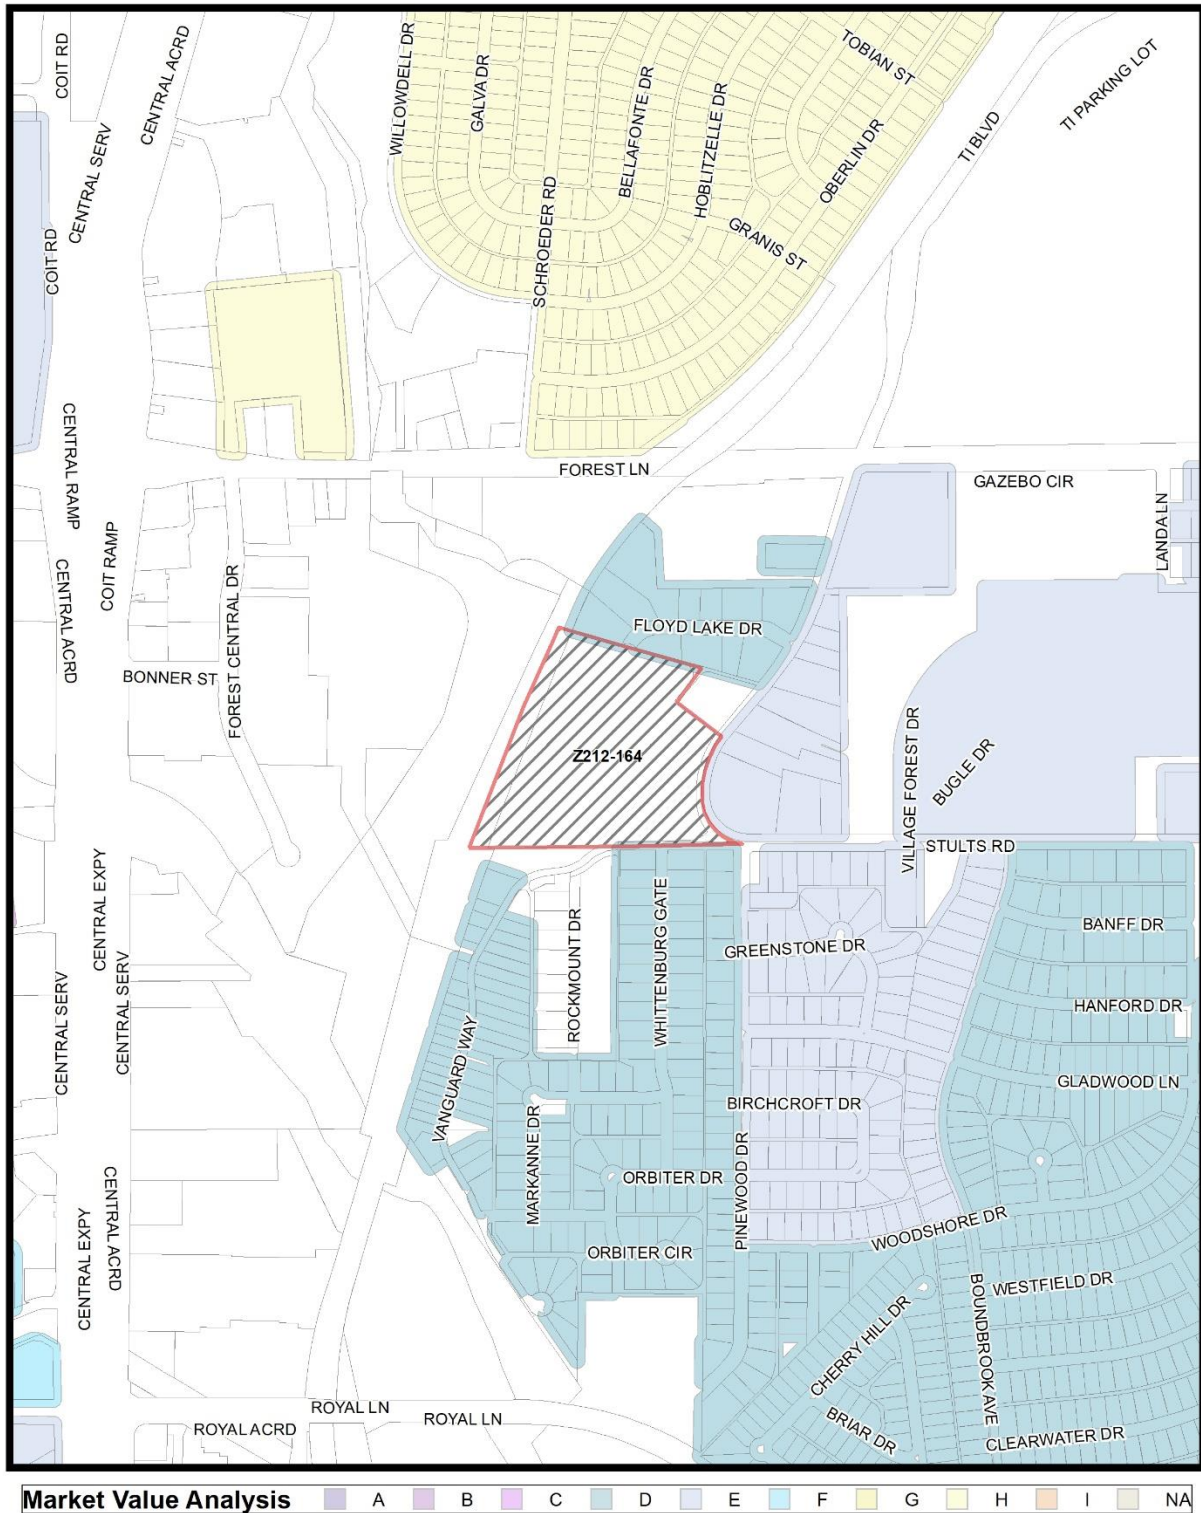 COIT RD
CENTRAL ACRD
CENTRAL SERV
COIT RD
WILLOWDELL DR
GALVA DR
SCHROEDER RD
BELLAFONTE DR
HOBLITZELLE DR
TOBIAN ST
OBERLIN DR
GRANIS ST
TI BLVD
TI PARKING LOT
CENTRAL RAMP
COIT RAMP
CENTRAL ACRD
FOREST LN
GAZEBO CIR
LANDA LN
FOREST CENTRAL DR
BONNER ST
FLOYD LAKE DR
Z212-164
VILLAGE FOREST DR
BUGLE DR
STULTS RD
CENTRAL EXPY
CENTRAL SERV
CENTRAL SERV
ROCKMOUNT DR
WHITTENBURG GATE
GREENSTONE DR
BANFF DR
HANFORD DR
GLADWOOD LN
VANGUARD WAY
MARKANNE DR
BIRCHCROFT DR
ORBITER DR
PINEWOOD DR
ORBITER CIR
WOODSHORE DR
CENTRAL ACRD
CENTRAL EXPY
WESTFIELD DR
BOUNDBROOK AVE
CHERRY HILL DR
BRIAR DR
CLEARWATER DR
ROYAL LN
ROYAL LN
ROYAL ACRD
Market Value Analysis A B C D E F G H I NA